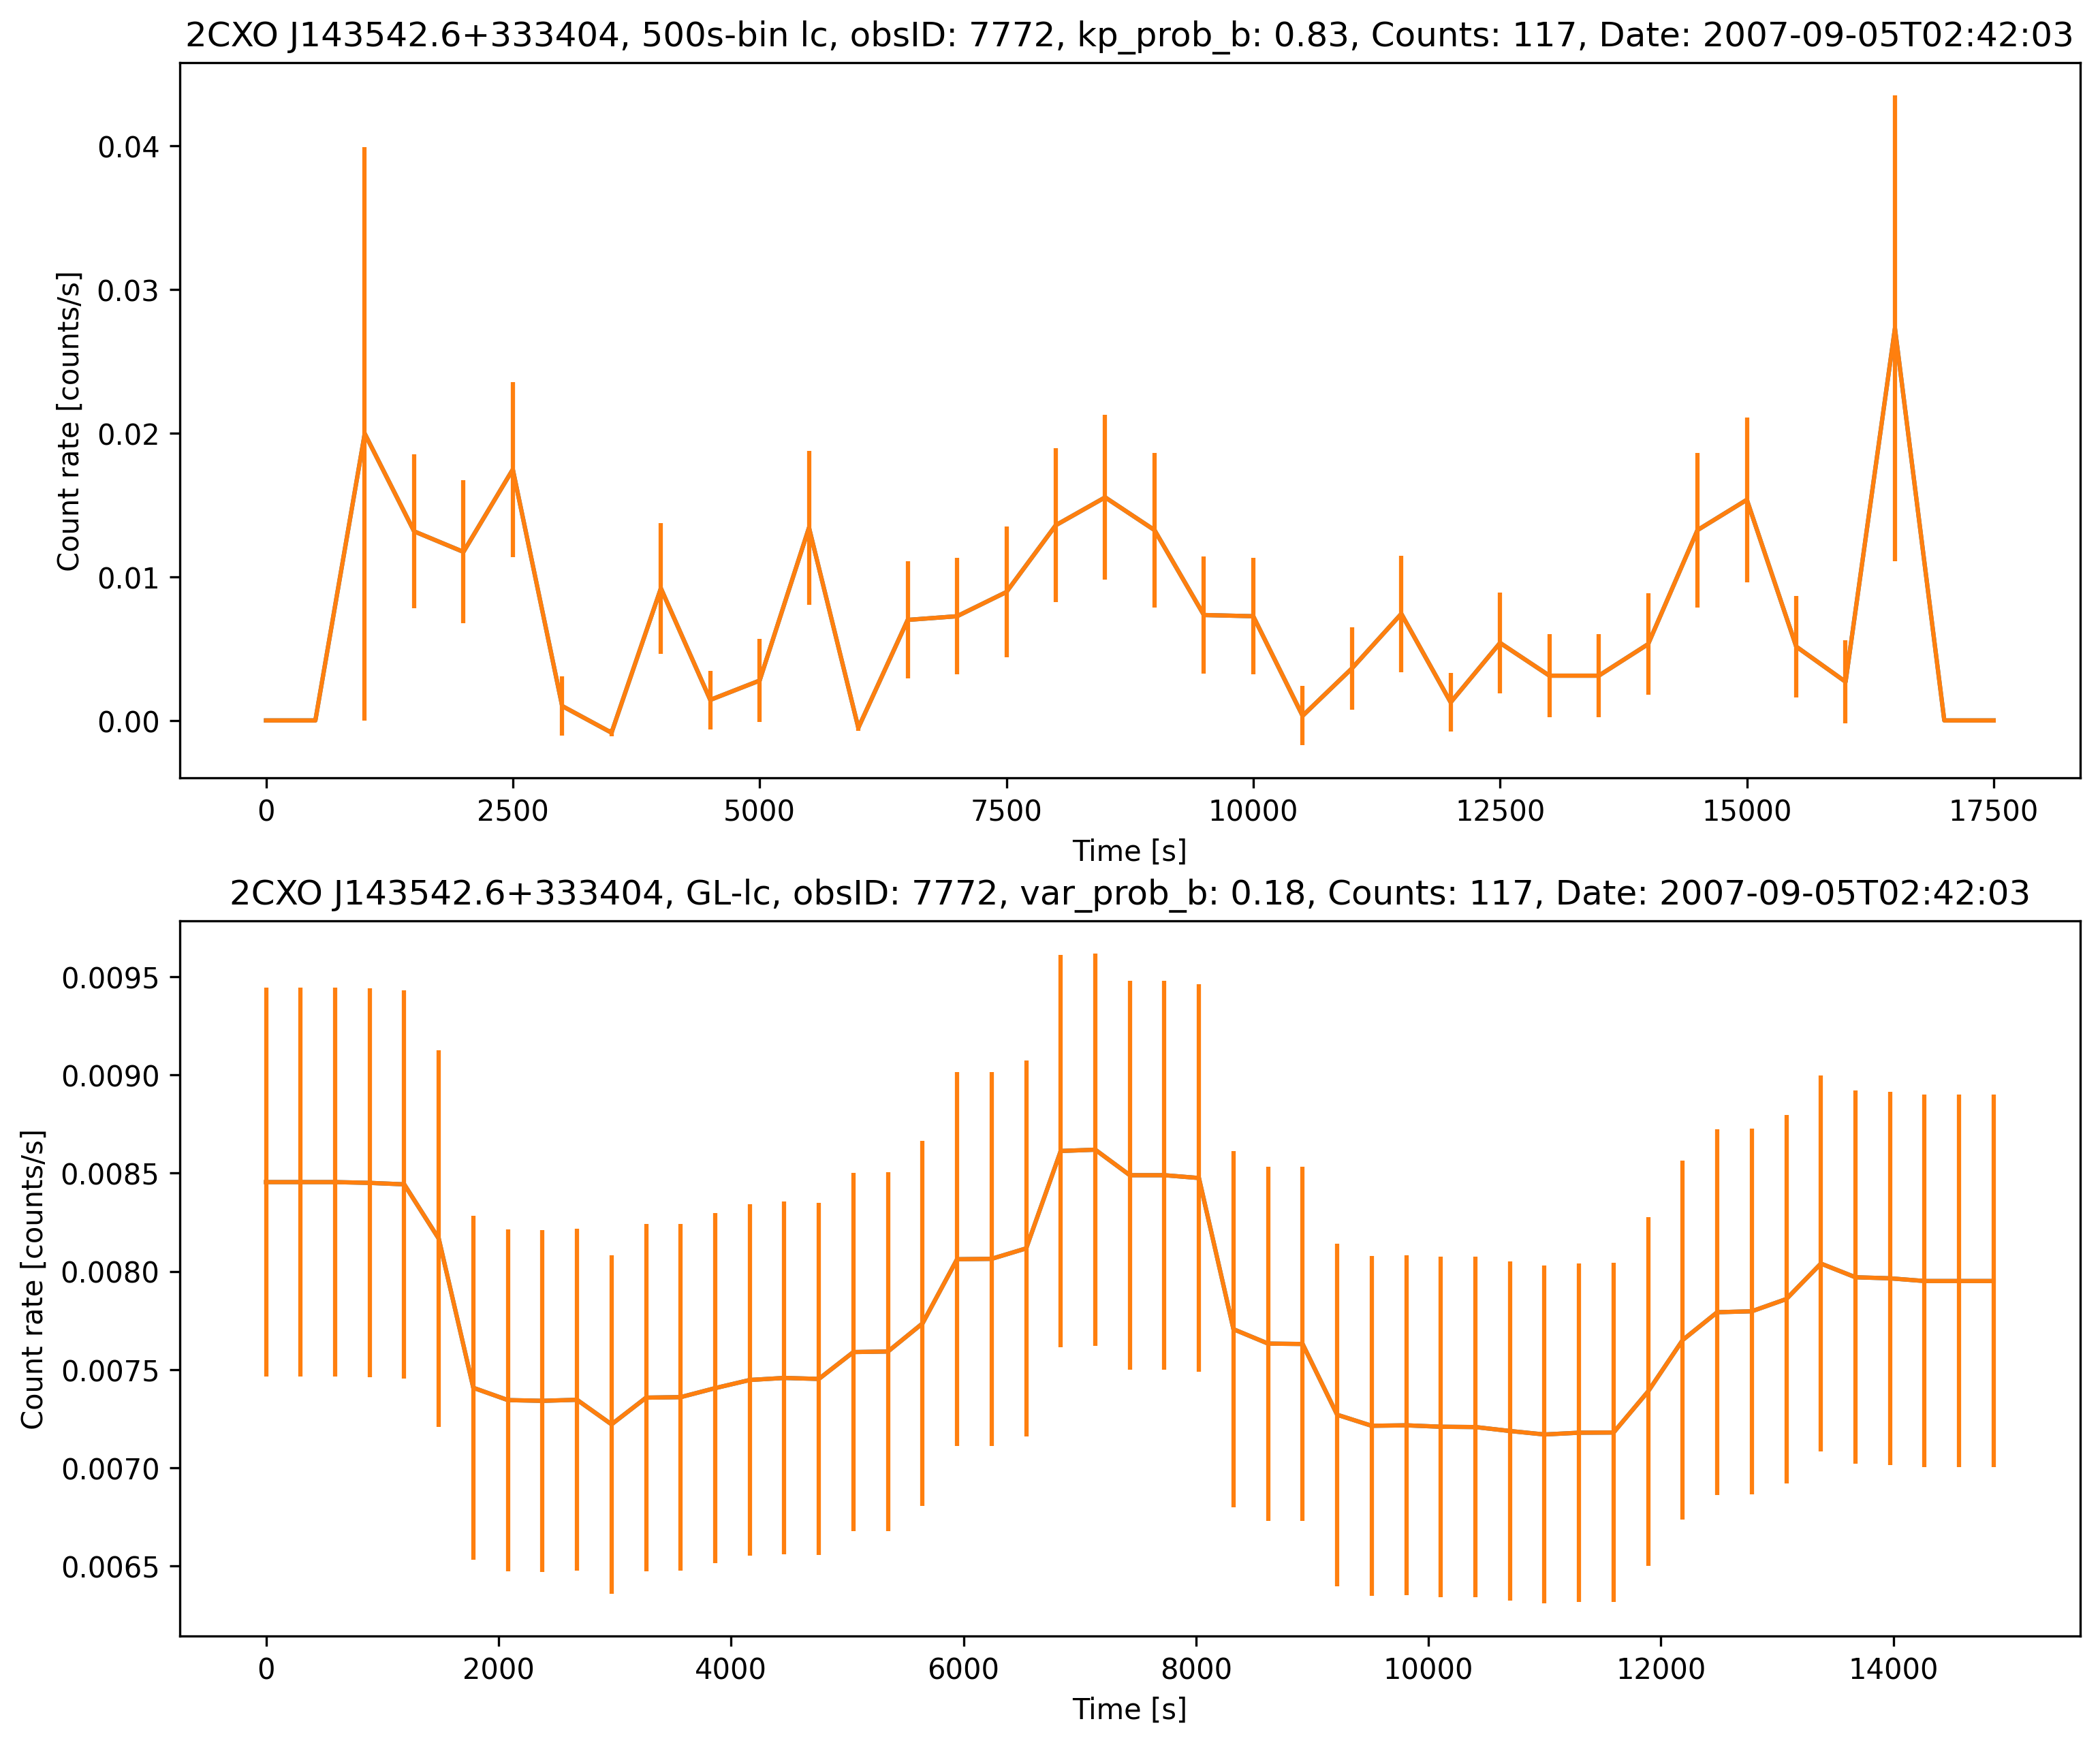 2CXO J143542.6+333404, 500s-bin lc, obsID: 7772, kp_prob_b: 0.83, Counts: 117, Date: 2007-09-05T02:42:03
Count rate [counts/s]
0.04
0.03
0.02
0.01
0.00
0 2500 5000 7500 10000 12500 15000 17500
Time [s]
2CXO J143542.6+333404, GL-lc, obsID: 7772, var_prob_b: 0.18, Counts: 117, Date: 2007-09-05T02:42:03
Count rate [counts/s]
0.0095
0.0090
0.0085
0.0080
0.0075
0.0070
0.0065
0 2000 4000 6000 8000 10000 12000 14000
Time [s]